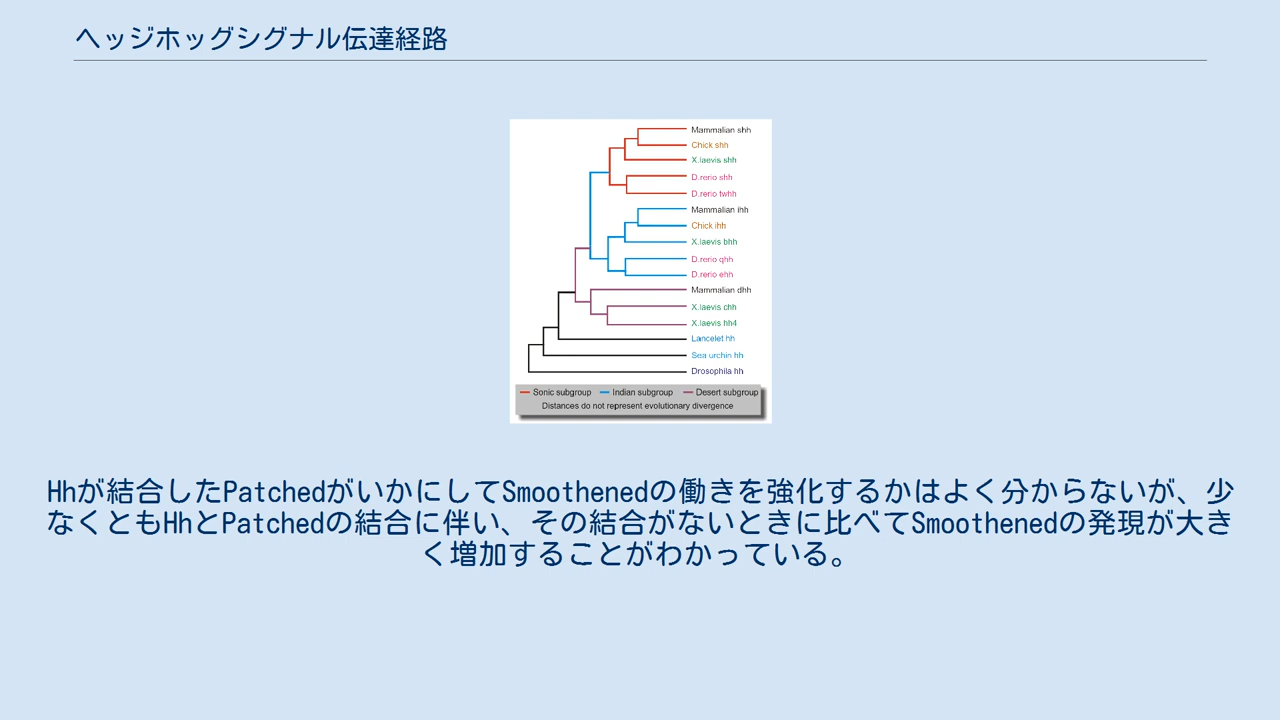 ヘッジホッグシグナル伝達経路
Mammalian shh
Chick shh
X.laevis shh
D.rerio shh
D.rerio twhh
Mammalian ihh
Chick ihh
X.laevis bhh
D.rerio qhh
D.rerio ehh
Mammalian dhh
X.laevis chh
X.laevis hh4
Lancelet hh
Sea urchin hh
Drosophila hh
Sonic subgroup Indian subgroup Desert subgroup
Distances do not represent evolutionary divergence
Hhが結合したPatchedがいかにしてSmoothenedの働きを強化するかはよく分からないが、少
なくともHhとPatchedの結合に伴い、その結合がないときに比べてSmoothenedの発現が大き
く増加することがわかっている。